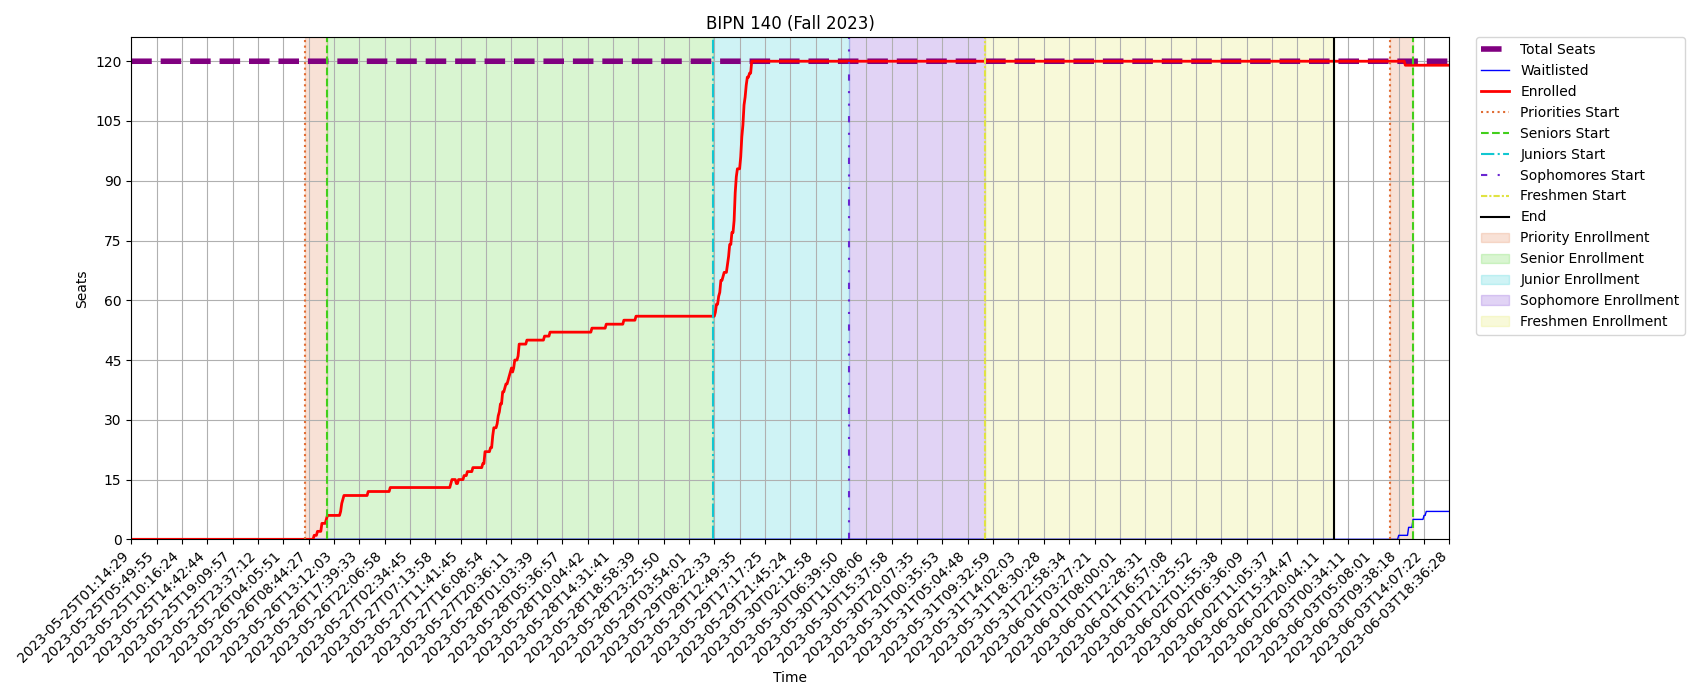 BIPN 140 (Fall 2023)
Seats
120
105
90
75
60
45
30
15
0
2023-05-25T01:14:29
2023-05-25T05:49:55
2023-05-25T10:16:24
2023-05-25T14:42:44
2023-05-25T19:09:57
2023-05-25T23:37:12
2023-05-26T04:05:51
2023-05-26T08:44:27
2023-05-26T13:12:03
2023-05-26T17:39:33
2023-05-26T22:06:58
2023-05-27T02:34:45
2023-05-27T07:13:58
2023-05-27T11:41:45
2023-05-27T16:08:54
2023-05-27T20:36:11
2023-05-28T01:03:39
2023-05-28T05:36:57
2023-05-28T10:04:42
2023-05-28T14:31:41
2023-05-28T18:58:39
2023-05-28T23:25:50
2023-05-29T03:54:01
2023-05-29T08:22:33
2023-05-29T12:49:35
2023-05-29T17:17:25
2023-05-29T21:45:24
2023-05-30T02:12:58
2023-05-30T06:39:50
2023-05-30T11:08:06
2023-05-30T15:37:58
2023-05-30T20:07:35
2023-05-31T00:35:53
2023-05-31T05:04:48
2023-05-31T09:32:59
2023-05-31T14:02:03
2023-05-31T18:30:28
2023-05-31T22:58:34
2023-06-01T03:27:21
2023-06-01T08:00:01
2023-06-01T12:28:31
2023-06-01T16:57:08
2023-06-01T21:25:52
2023-06-02T01:55:38
2023-06-02T06:36:09
2023-06-02T11:05:37
2023-06-02T15:34:47
2023-06-02T20:04:11
2023-06-03T00:34:11
2023-06-03T05:08:01
2023-06-03T09:38:18
2023-06-03T14:07:22
2023-06-03T18:36:28
Time
Total Seats
Waitlisted
Enrolled
Priorities Start
Seniors Start
Juniors Start
Sophomores Start
Freshmen Start
End
Priority Enrollment
Senior Enrollment
Junior Enrollment
Sophomore Enrollment
Freshmen Enrollment